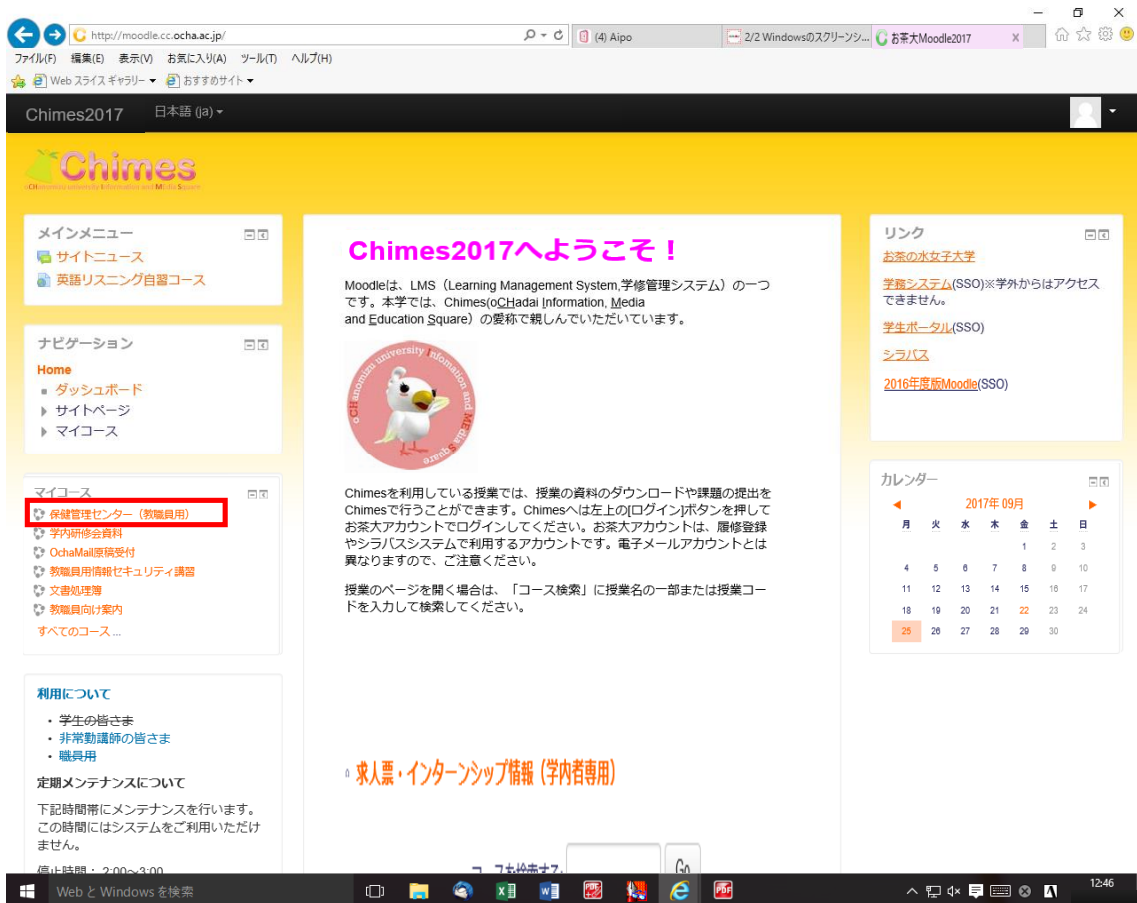 http://moodle.cc.ocha.ac.jp/
(4) Aipo
2/2 Windowsのスクリーンシ...
お茶大Moodle2017
ファイル(F) 編集(E) 表示(V) お気に入り(A) ツール(T) ヘルプ(H)
Web スライス ギャラリー
おすすめサイト
Chimes2017 日本語 (ja)
Chimes
oCHanomizu university Information and MEdia Square
メインメニュー
サイトニュース
英語リスニング自習コース
ナビゲーション
Home
ダッシュボード
サイトページ
マイコース
マイコース
保健管理センター（教職員用）
学内研修会資料
OchaMail原稿受付
教職員用情報セキュリティ講習
文書処理簿
教職員向け案内
すべてのコース ...
利用について
・ 学生の皆さま
・ 非常勤講師の皆さま
・ 職員用
定期メンテナンスについて
下記時間帯にメンテナンスを行います。
この時間にはシステムをご利用いただけ
ません。
停止時間： 2:00～3:00
Chimes2017へようこそ！
Moodleは、LMS（Learning Management System,学修管理システム）の一つ
です。本学では、Chimes(oCHadai Information, Media
and Education Square）の愛称で親しんでいただいています。
oCHanomizu university Infomation and MEdia Square
Chimesを利用している授業では、授業の資料のダウンロードや課題の提出を
Chimesで行うことができます。Chimesへは左上の[ログイン]ボタンを押して
お茶大アカウントでログインしてください。お茶大アカウントは、履修登録
やシラバスシステムで利用するアカウントです。電子メールアカウントとは
異なりますので、ご注意ください。
授業のページを開く場合は、「コース検索」に授業名の一部または授業コー
ドを入力して検索してください。
求人票・インターンシップ情報（学内者専用）
コースを検索する: Go
リンク
お茶の水女子大学
学務システム(SSO)※学外からはアクセス
できません。
学生ポータル(SSO)
シラバス
2016年度版Moodle(SSO)
カレンダー
2017年 09月
月 火 水 木 金 土 日
1 2 3
4 5 6 7 8 9 10
11 12 13 14 15 16 17
18 19 20 21 22 23 24
25 26 27 28 29 30
Web と Windows を検索
12:46